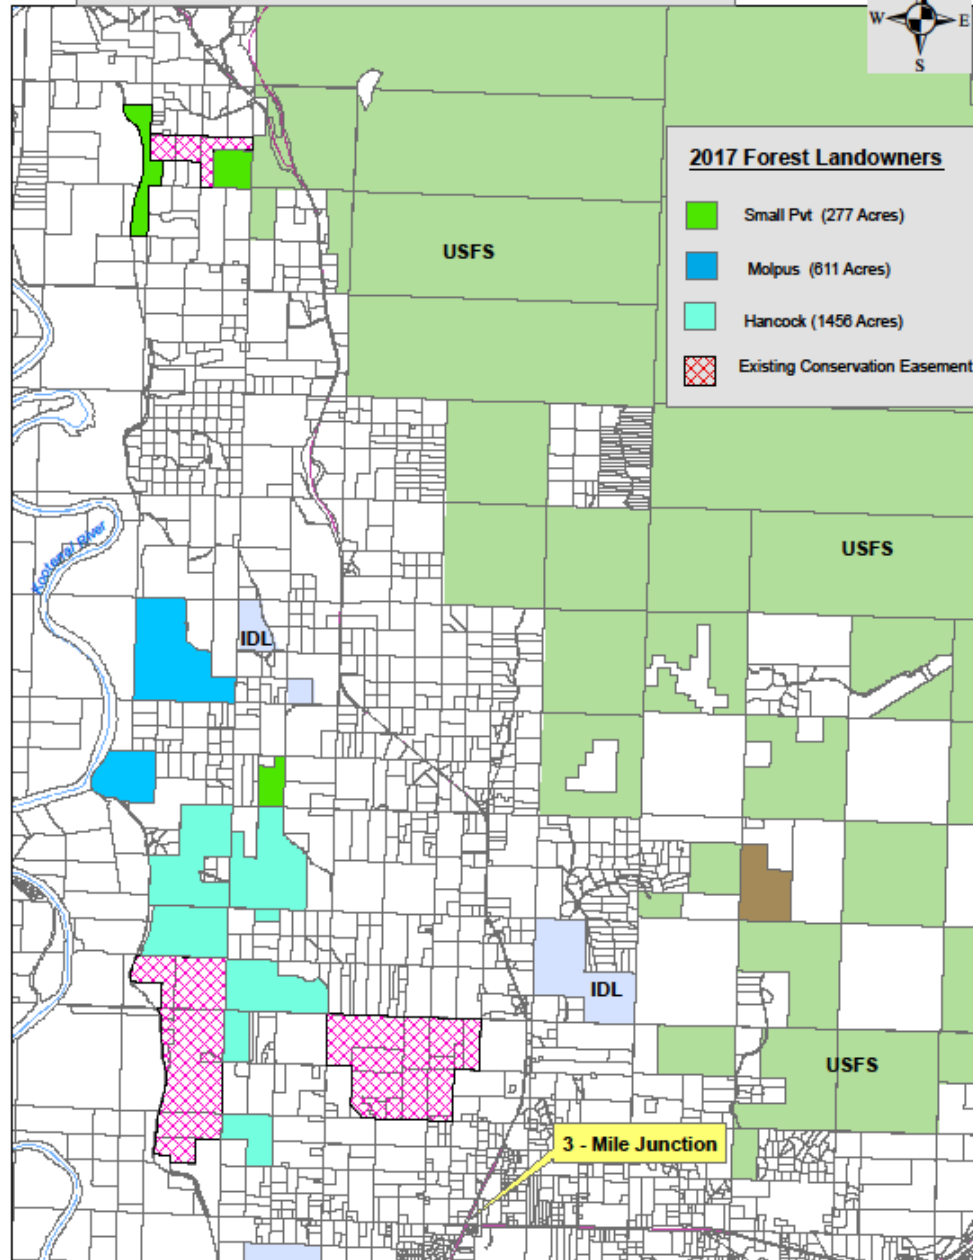 W E
S
2017 Forest Landowners
Small Pvt (277 Acres)
USFS
Molpus (611 Acres)
Hancock (1456 Acres)
Existing Conservation Easement
Kootenai River
USFS
IDL
IDL
USFS
3 - Mile Junction